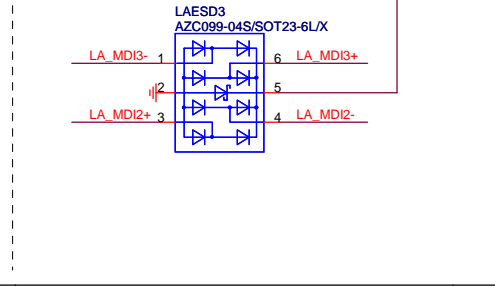 LAESD3
AZC099-04S/SOT23-6L/X
LA_MDI3- 1 6 LA_MDI3+
2 5
LA_MDI2+ 3 4 LA_MDI2-